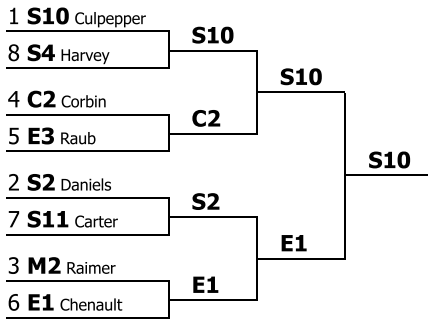 1 S10 Culpepper
8 S4 Harvey
4 C2 Corbin
5 E3 Raub
2 S2 Daniels
7 S11 Carter
3 M2 Raimer
6 E1 Chenault
S10
C2
S2
E1
S10
E1
S10